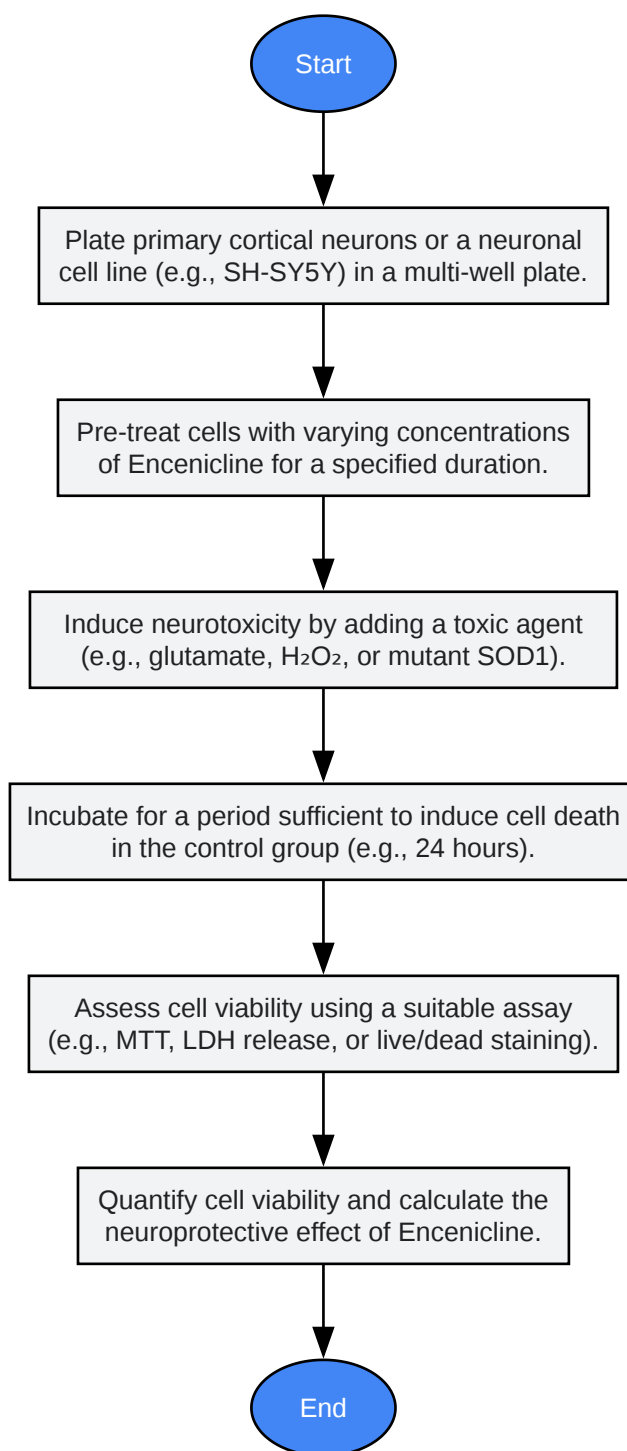 Start
Plate primary cortical neurons or a neuronal
cell line (e.g., SH-SY5Y) in a multi-well plate.
Pre-treat cells with varying concentrations
of Encenicline for a specified duration.
Induce neurotoxicity by adding a toxic agent
(e.g., glutamate, H₂O₂, or mutant SOD1).
Incubate for a period sufficient to induce cell death
in the control group (e.g., 24 hours).
Assess cell viability using a suitable assay
(e.g., MTT, LDH release, or live/dead staining).
Quantify cell viability and calculate the
neuroprotective effect of Encenicline.
End